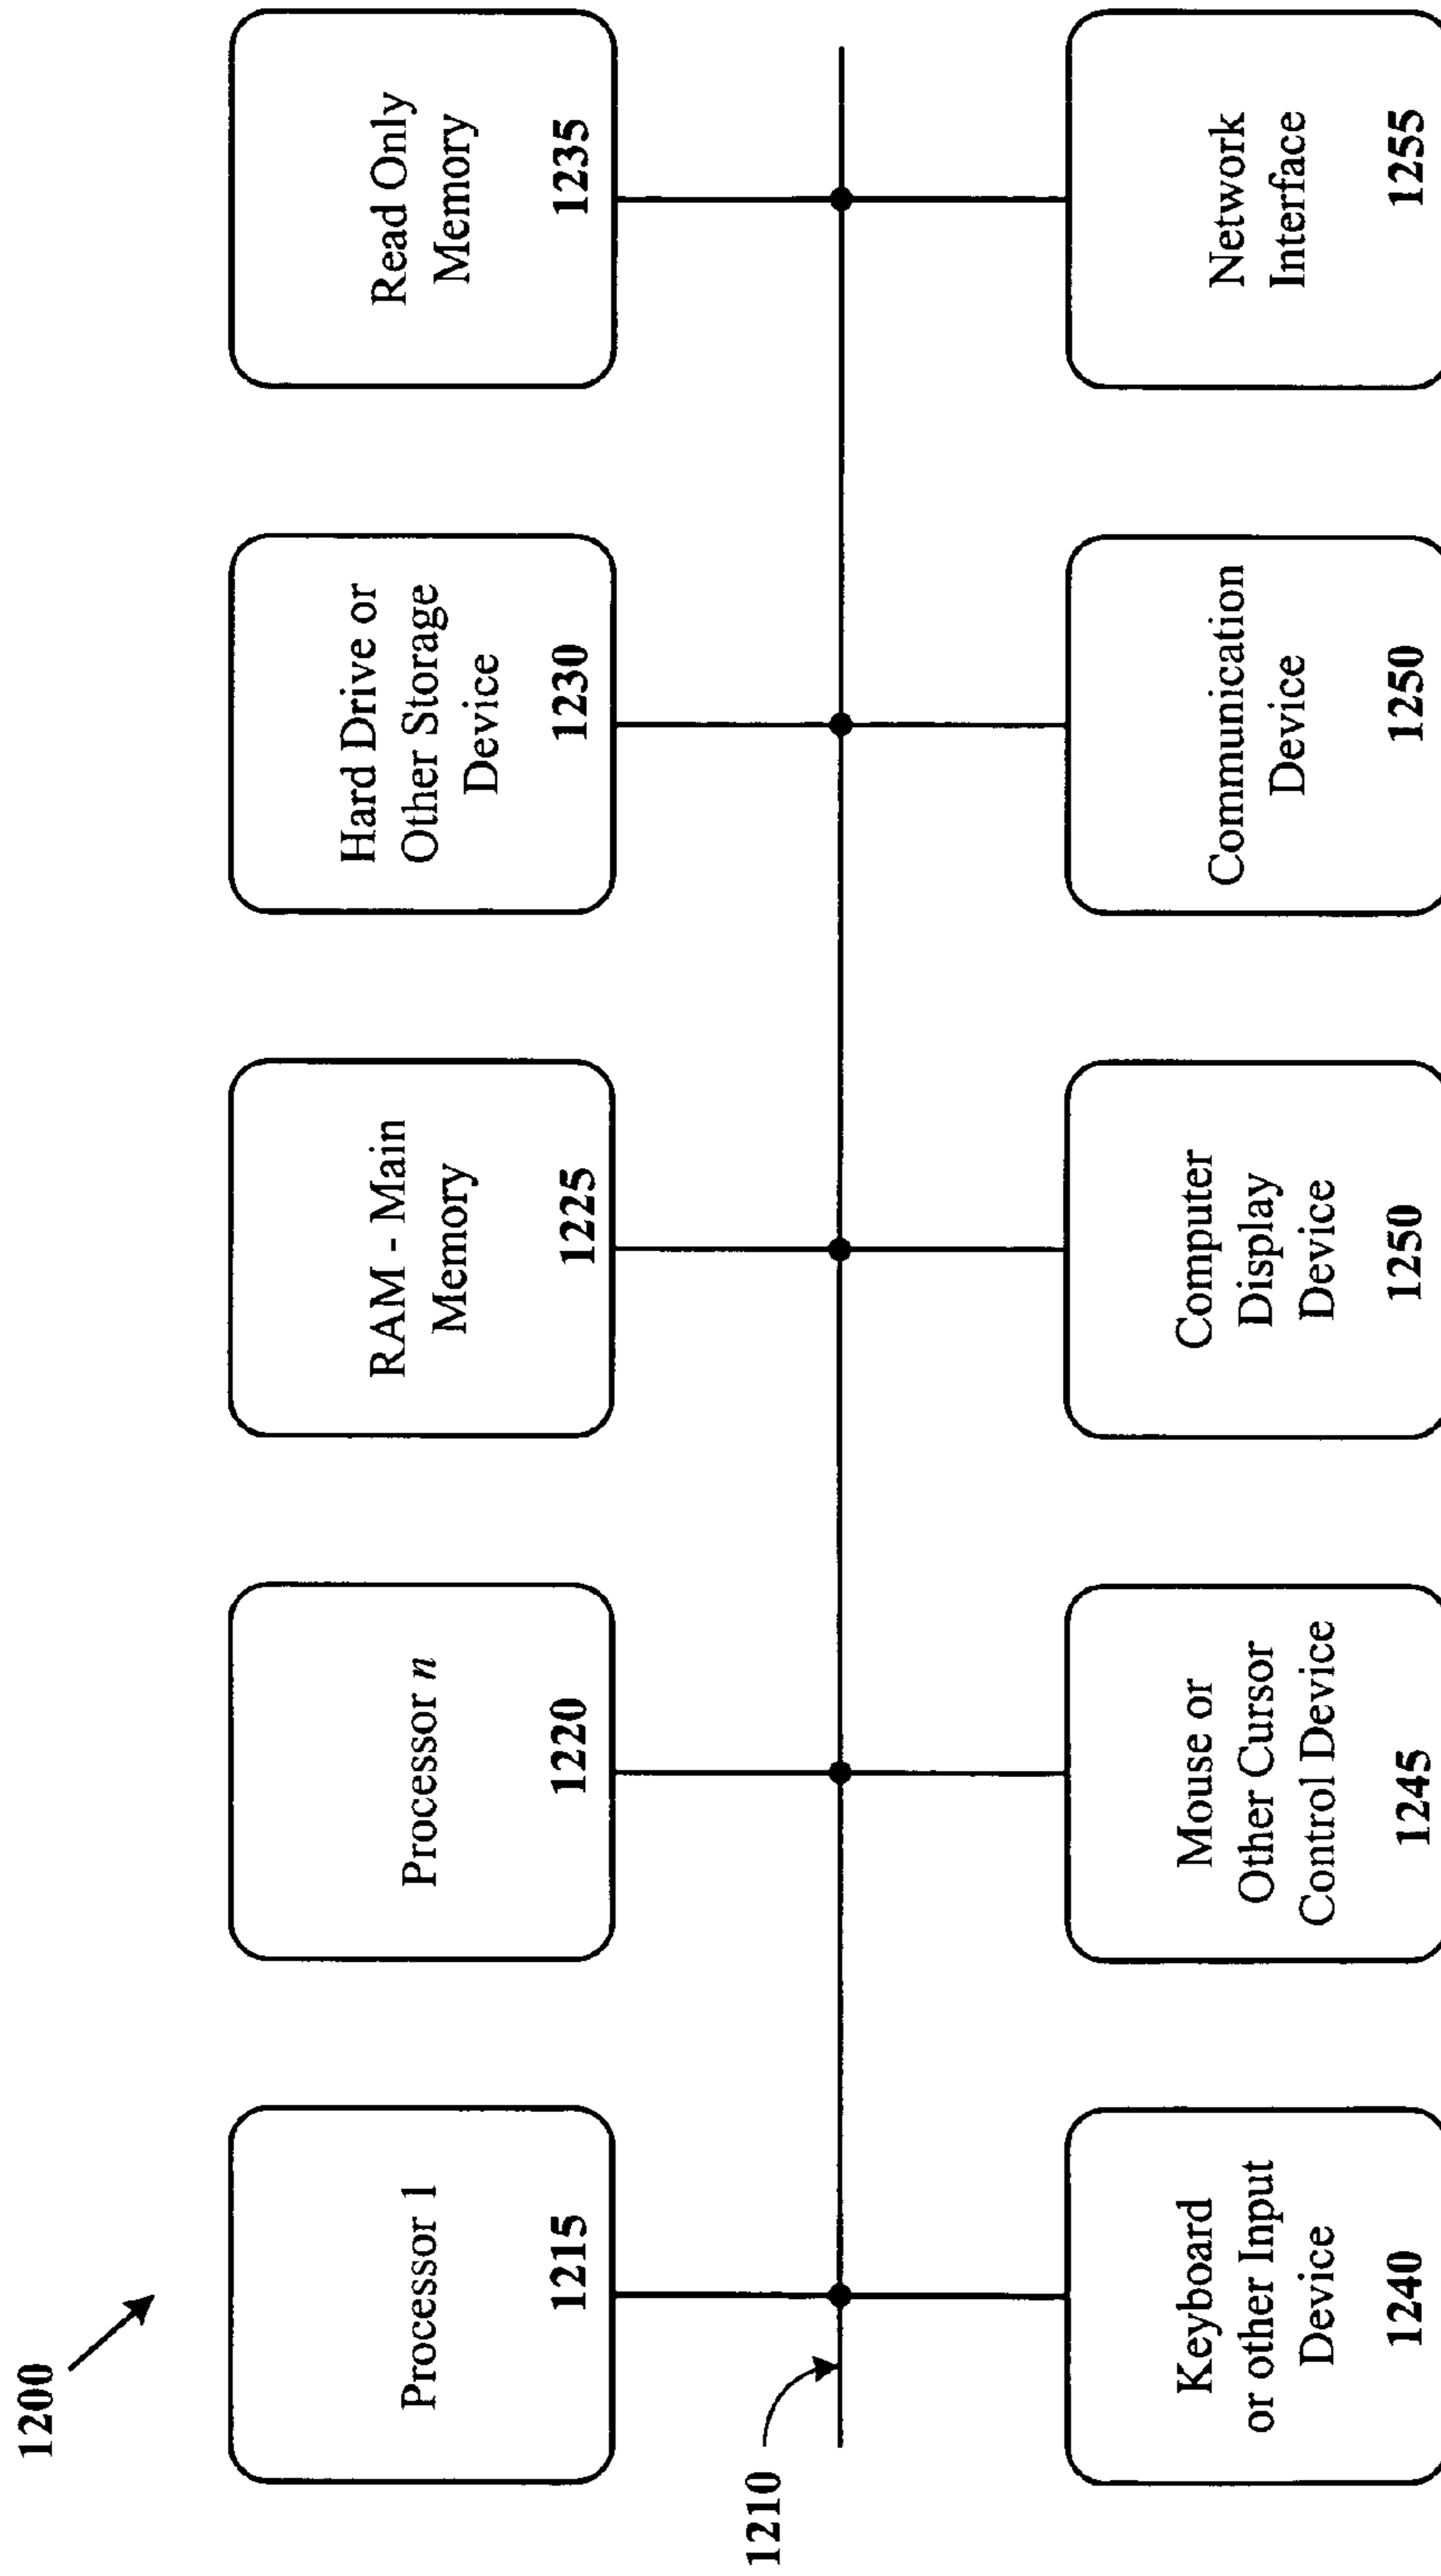 1200
Processor 1
1215
Processor n
1220
RAM - Main
Memory
1225
Hard Drive or
Other Storage
Device
1230
Read Only
Memory
1235
1210
Keyboard
or other Input
Device
1240
Mouse or
Other Cursor
Control Device
1245
Computer
Display
Device
1250
Communication
Device
1250
Network
Interface
1255